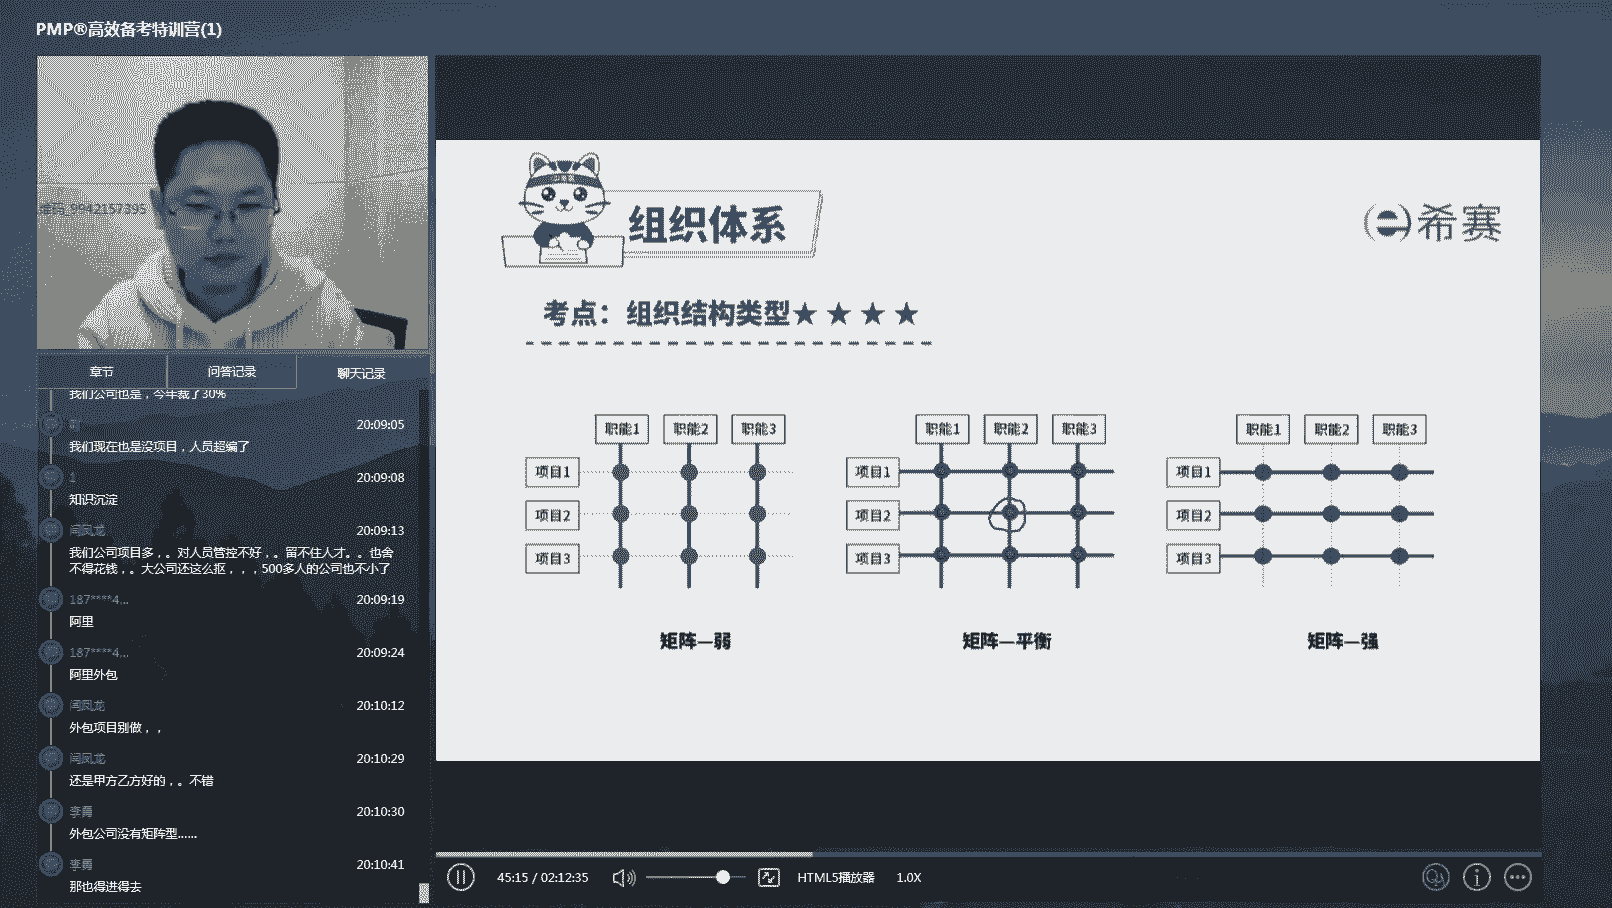 PMP®高效备考特训营(1)
9942157395
章节
问答记录
聊天记录
我们公司也是，今年裁了30%
20:09:05
我们现在也是没项目，人员超编了
1
20:09:08
知识沉淀
闫凤龙
20:09:13
我们公司项目多，。对人员管控不好，。留不住人才。。也舍
不得花钱，。大公司还这么抠，，，500多人的公司也不小了
187****4...
20:09:19
阿里
187****4...
20:09:24
阿里外包
闫凤龙
20:10:12
外包项目别做，，
闫凤龙
20:10:29
还是甲方乙方好的，。不错
李勇
20:10:30
外包公司没有矩阵型......
李勇
20:10:41
那也得进得去
组织体系
希赛
考点：组织结构类型★★★★
职能1 职能2 职能3
项目1
项目2
项目3
矩阵—弱
职能1 职能2 职能3
项目1
项目2
项目3
矩阵—平衡
职能1 职能2 职能3
项目1
项目2
项目3
矩阵—强
45:15 / 02:12:35
HTML5播放器
1.0X